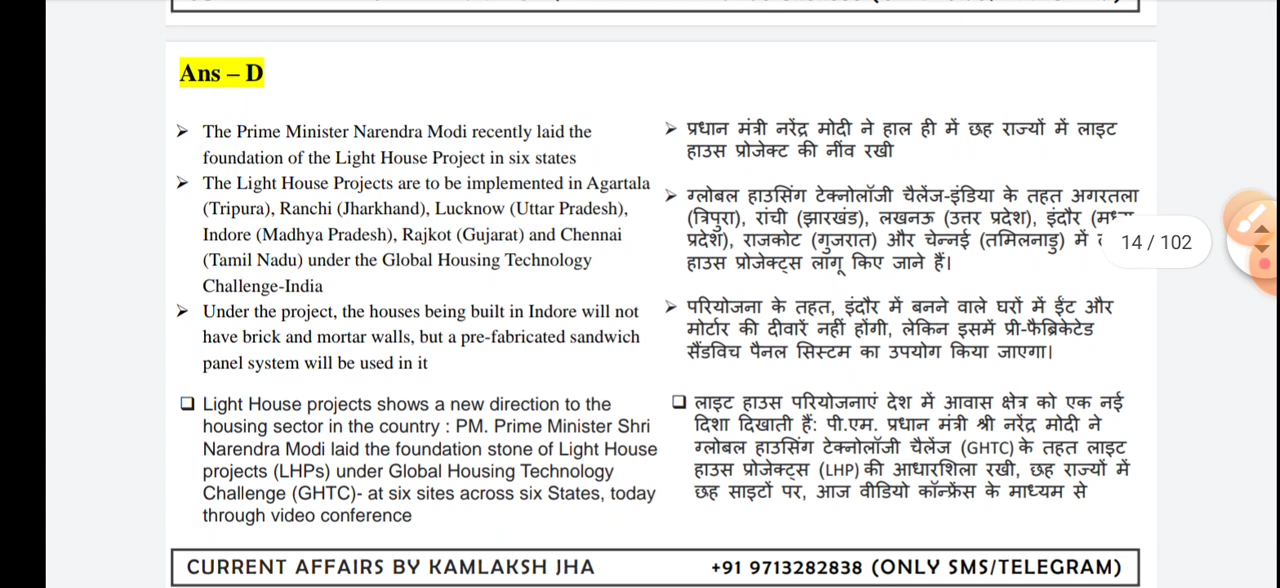 Ans – D
➢ The Prime Minister Narendra Modi recently laid the
foundation of the Light House Project in six states
➢ The Light House Projects are to be implemented in Agartala
(Tripura), Ranchi (Jharkhand), Lucknow (Uttar Pradesh),
Indore (Madhya Pradesh), Rajkot (Gujarat) and Chennai
(Tamil Nadu) under the Global Housing Technology
Challenge-India
➢ Under the project, the houses being built in Indore will not
have brick and mortar walls, but a pre-fabricated sandwich
panel system will be used in it
❑ Light House projects shows a new direction to the
housing sector in the country : PM. Prime Minister Shri
Narendra Modi laid the foundation stone of Light House
projects (LHPs) under Global Housing Technology
Challenge (GHTC)- at six sites across six States, today
through video conference
➢ प्रधान मंत्री नरेंद्र मोदी ने हाल ही में छह राज्यों में लाइट
हाउस प्रोजेक्ट की नींव रखी
➢ ग्लोबल हाउसिंग टेक्नोलॉजी चैलेंज-इंडिया के तहत अगरतला
(त्रिपुरा), रांची (झारखंड), लखनऊ (उत्तर प्रदेश), इंदौर
प्रदेश), राजकोट (गुजरात) और चेन्नई (तमिलनाडु) में
हाउस प्रोजेक्ट्स लागू किए जाने हैं।
➢ परियोजना के तहत, इंदौर में बनने वाले घरों में ईंट और
मोर्टार की दीवारें नहीं होंगी, लेकिन इसमें प्री-फैब्रिकेटेड
सैंडविच पैनल सिस्टम का उपयोग किया जाएगा।
❑ लाइट हाउस परियोजनाएं देश में आवास क्षेत्र को एक नई
दिशा दिखाती हैं: पी.एम. प्रधान मंत्री श्री नरेंद्र मोदी ने
ग्लोबल हाउसिंग टेक्नोलॉजी चैलेंज (GHTC) के तहत लाइट
हाउस प्रोजेक्ट्स (LHP) की आधारशिला रखी, छह राज्यों में
छह साइटों पर, आज वीडियो कॉन्फ्रेंस के माध्यम से
14 / 102
CURRENT AFFAIRS BY KAMLAKSH JHA +91 9713282838 (ONLY SMS/TELEGRAM)